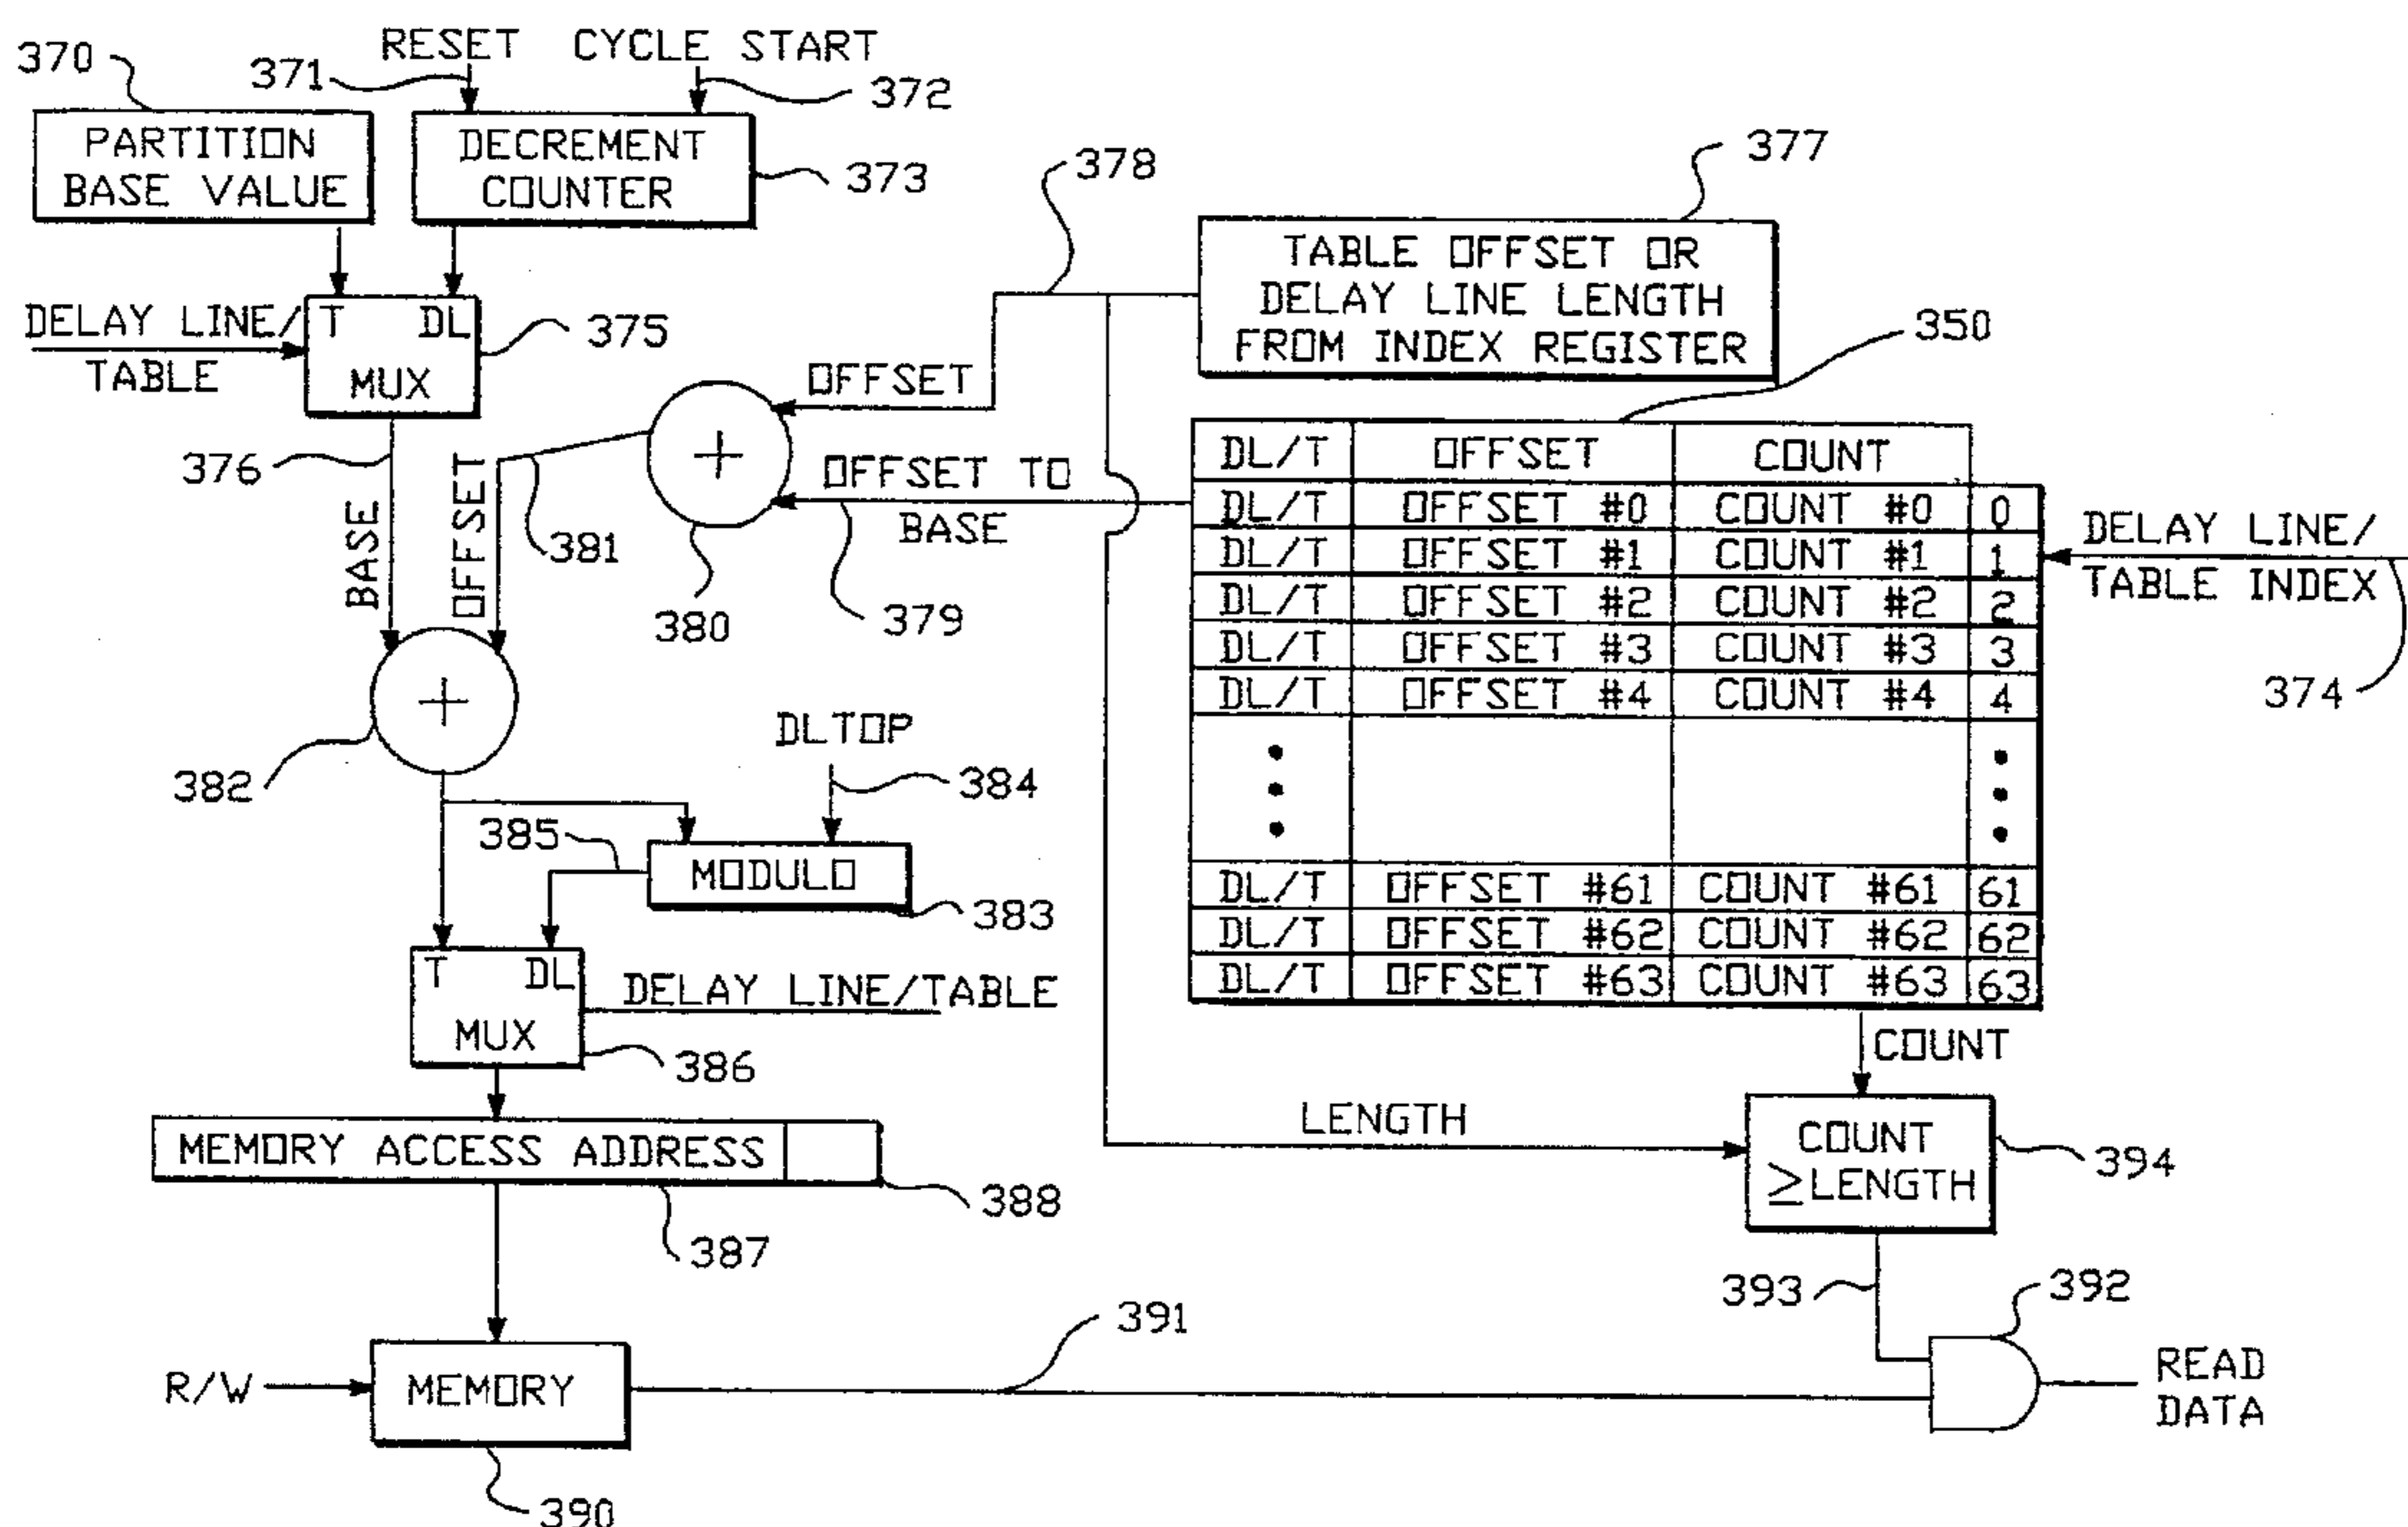 370
371
RESET
CYCLE START
372
PARTITION
BASE VALUE
DECREMENT
COUNTER
373
378
377
TABLE OFFSET OR
DELAY LINE LENGTH
FROM INDEX REGISTER
350
DELAY LINE/
TABLE
T DL
MUX
375
OFFSET
376
BASE
OFFSET
381
+
OFFSET TO
BASE
380
379
DL/T OFFSET COUNT
DL/T OFFSET #0 COUNT #0 0
DL/T OFFSET #1 COUNT #1 1
DL/T OFFSET #2 COUNT #2 2
DL/T OFFSET #3 COUNT #3 3
DL/T OFFSET #4 COUNT #4 4
DL/T OFFSET #61 COUNT #61 61
DL/T OFFSET #62 COUNT #62 62
DL/T OFFSET #63 COUNT #63 63
DELAY LINE/
TABLE INDEX
374
+
382
DLTOP
384
385
MODULO
383
T DL
MUX
DELAY LINE/TABLE
386
COUNT
MEMORY ACCESS ADDRESS
388
387
LENGTH
COUNT
≥LENGTH
394
393
392
R/W
MEMORY
390
391
READ
DATA